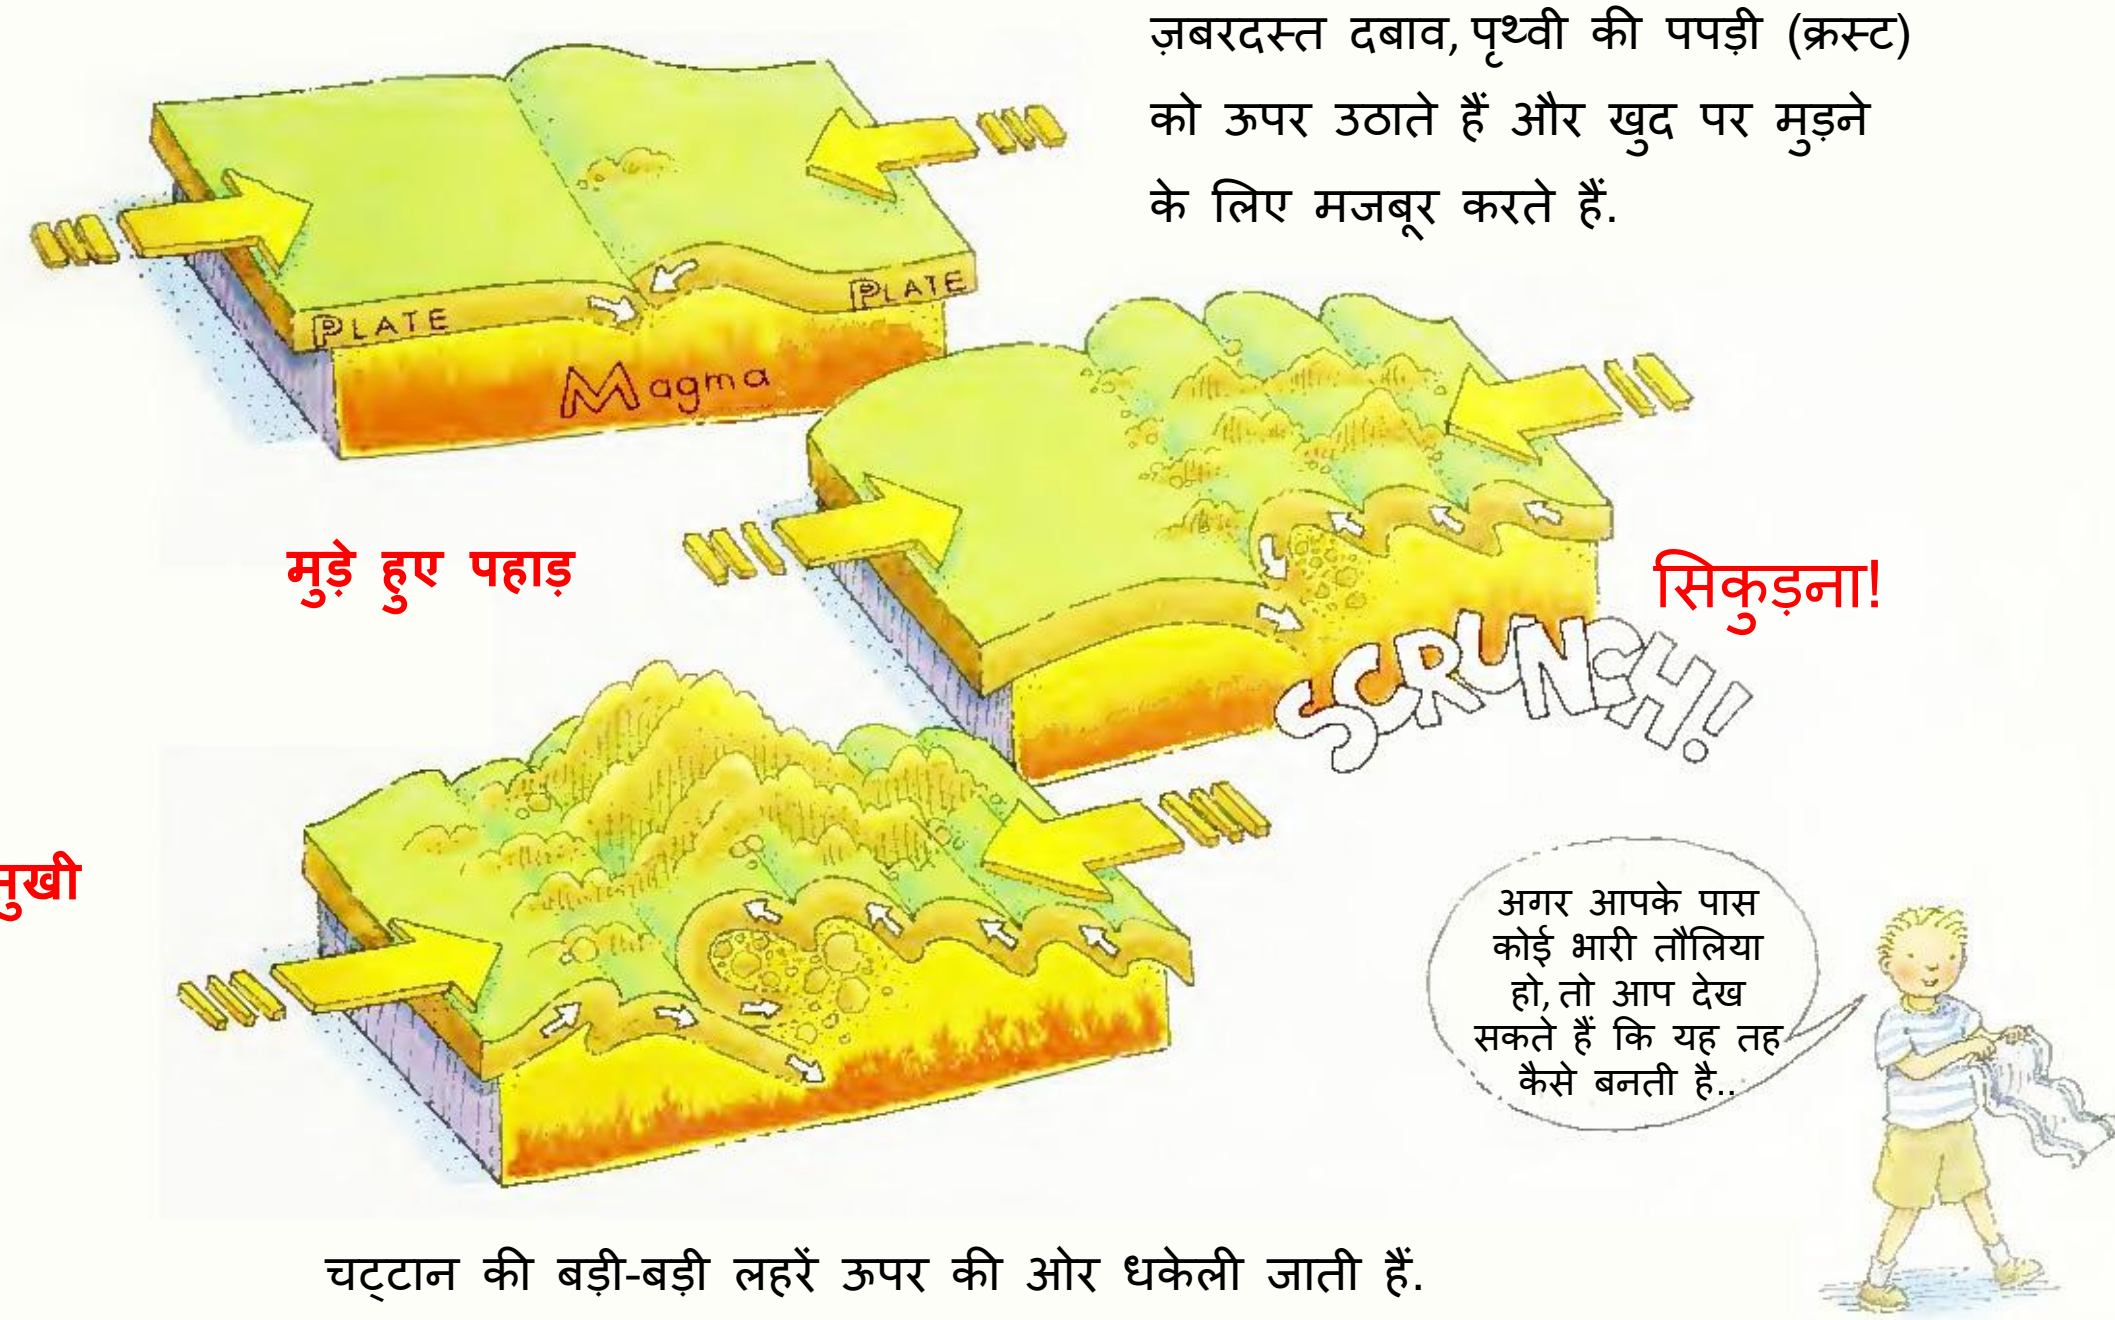 ज़बरदस्त दबाव, पृथ्वी की पपड़ी (क्रस्ट)
को ऊपर उठाते हैं और खुद पर मुड़ने
के लिए मजबूर करते हैं.
PLATE
PLATE
Magma
मुड़े हुए पहाड़
सिकुड़ना!
SCRUNCH!
मुखी
अगर आपके पास
कोई भारी तौलिया
हो, तो आप देख
सकते हैं कि यह तह
कैसे बनती है..
चट्टान की बड़ी-बड़ी लहरें ऊपर की ओर धकेली जाती हैं.